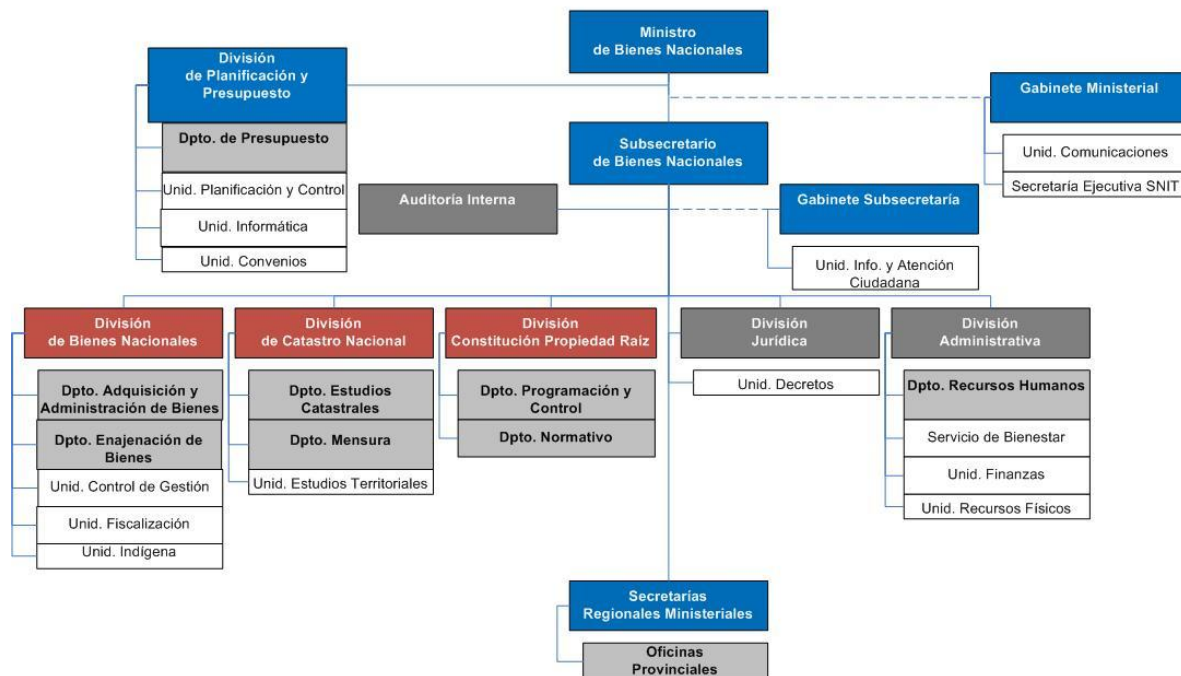 Ministro
de Bienes Nacionales
División
de Planificación y
Presupuesto
Gabinete Ministerial
Dpto. de Presupuesto
Unid. Planificación y Control
Unid. Informática
Unid. Convenios
Subsecretario
de Bienes Nacionales
Unid. Comunicaciones
Secretaría Ejecutiva SNIT
Auditoría Interna
Gabinete Subsecretaría
Unid. Info. y Atención
Ciudadana
División
de Bienes Nacionales
Dpto. Adquisición y
Administración de Bienes
Dpto. Enajenación de
Bienes
Unid. Control de Gestión
Unid. Fiscalización
Unid. Indígena
División
de Catastro Nacional
Dpto. Estudios
Catastrales
Dpto. Mensura
Unid. Estudios Territoriales
División
Constitución Propiedad Raíz
Dpto. Programación y
Control
Dpto. Normativo
División
Jurídica
Unid. Decretos
División
Administrativa
Dpto. Recursos Humanos
Servicio de Bienestar
Unid. Finanzas
Unid. Recursos Físicos
Secretarías
Regionales Ministeriales
Oficinas
Provinciales